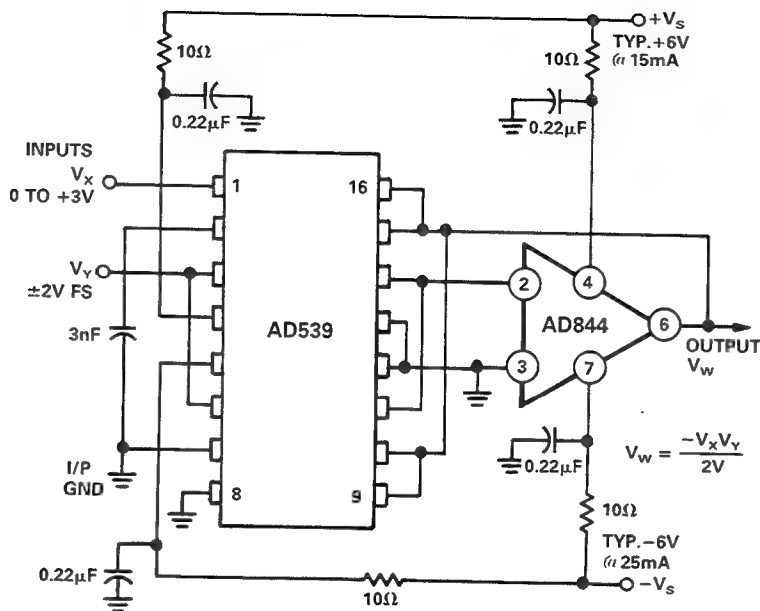 +VS
TYP.+6V
@ 15mA
10Ω
10Ω
0.22µF
0.22µF
INPUTS
VX
0 TO +3V
1
16
VY
±2V FS
2
4
AD539
AD844
6
3nF
OUTPUT
VW
3
7
I/P
GND
0.22µF
VW = -VXVY
2V
8
9
10Ω
TYP.-6V
@ 25mA
0.22µF
10Ω
-VS